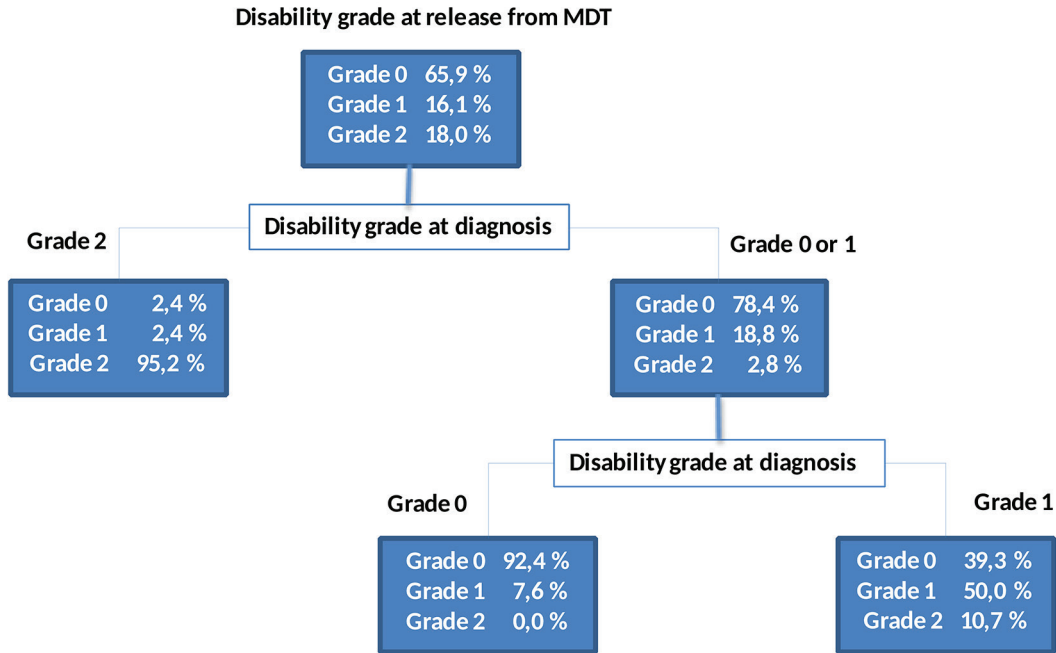 Disability grade at release from MDT
Grade 0 65,9 %
Grade 1 16,1 %
Grade 2 18,0 %
Disability grade at diagnosis
Grade 2
Grade 0 or 1
Grade 0 2,4 %
Grade 1 2,4 %
Grade 2 95,2 %
Grade 0 78,4 %
Grade 1 18,8 %
Grade 2 2,8 %
Disability grade at diagnosis
Grade 0
Grade 1
Grade 0 92,4 %
Grade 1 7,6 %
Grade 2 0,0 %
Grade 0 39,3 %
Grade 1 50,0 %
Grade 2 10,7 %